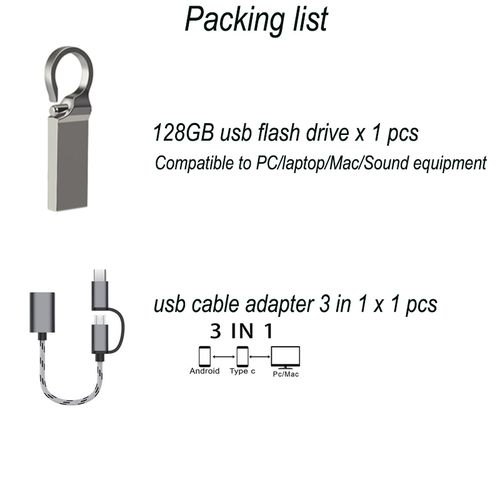 Packing list
128GB usb flash drive x 1 pcs
Compatible to PC/laptop/Mac/Sound equipment
usb cable adapter 3 in 1 x 1 pcs
3 IN 1
Android Type c Pc/Mac